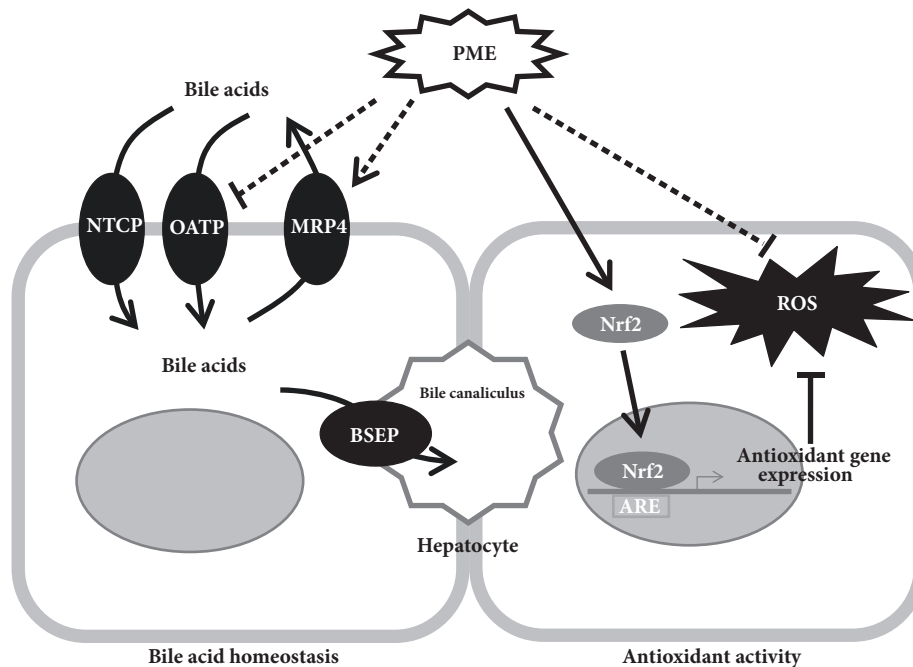 PME
Bile acids
NTCP
OATP
MRP4
ROS
Nrf2
Bile acids
Bile canaliculus
BSEP
Antioxidant gene
expression
Nrf2
ARE
Hepatocyte
Bile acid homeostasis
Antioxidant activity